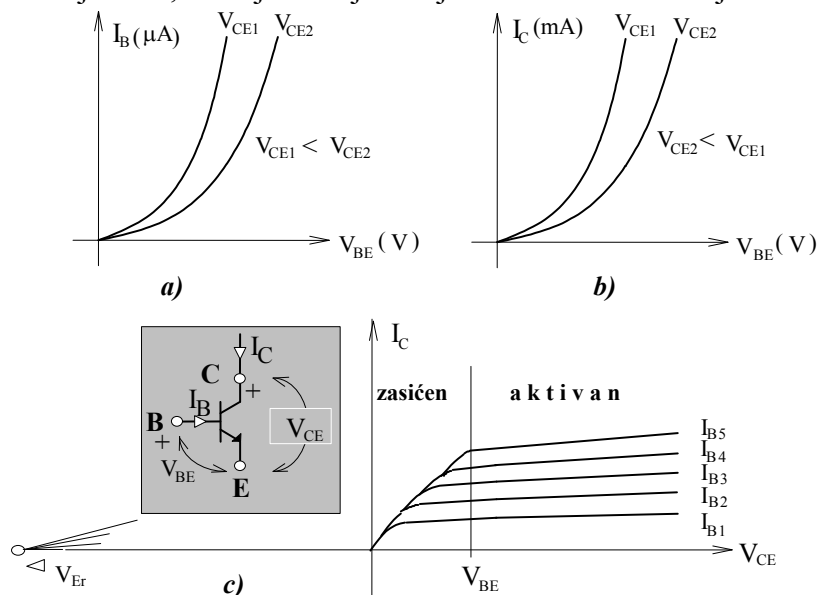 I_B (μA)
V_CE1
V_CE2
V_CE1 < V_CE2
V_BE (V)
a)
I_C (mA)
V_CE1
V_CE2
V_CE2 < V_CE1
V_BE (V)
b)
I_C
C
+
I_B
B
+
V_BE
V_CE
E
I_C
zasićen
aktivan
I_B5
I_B4
I_B3
I_B2
I_B1
V_CE
V_BE
V_Er
c)